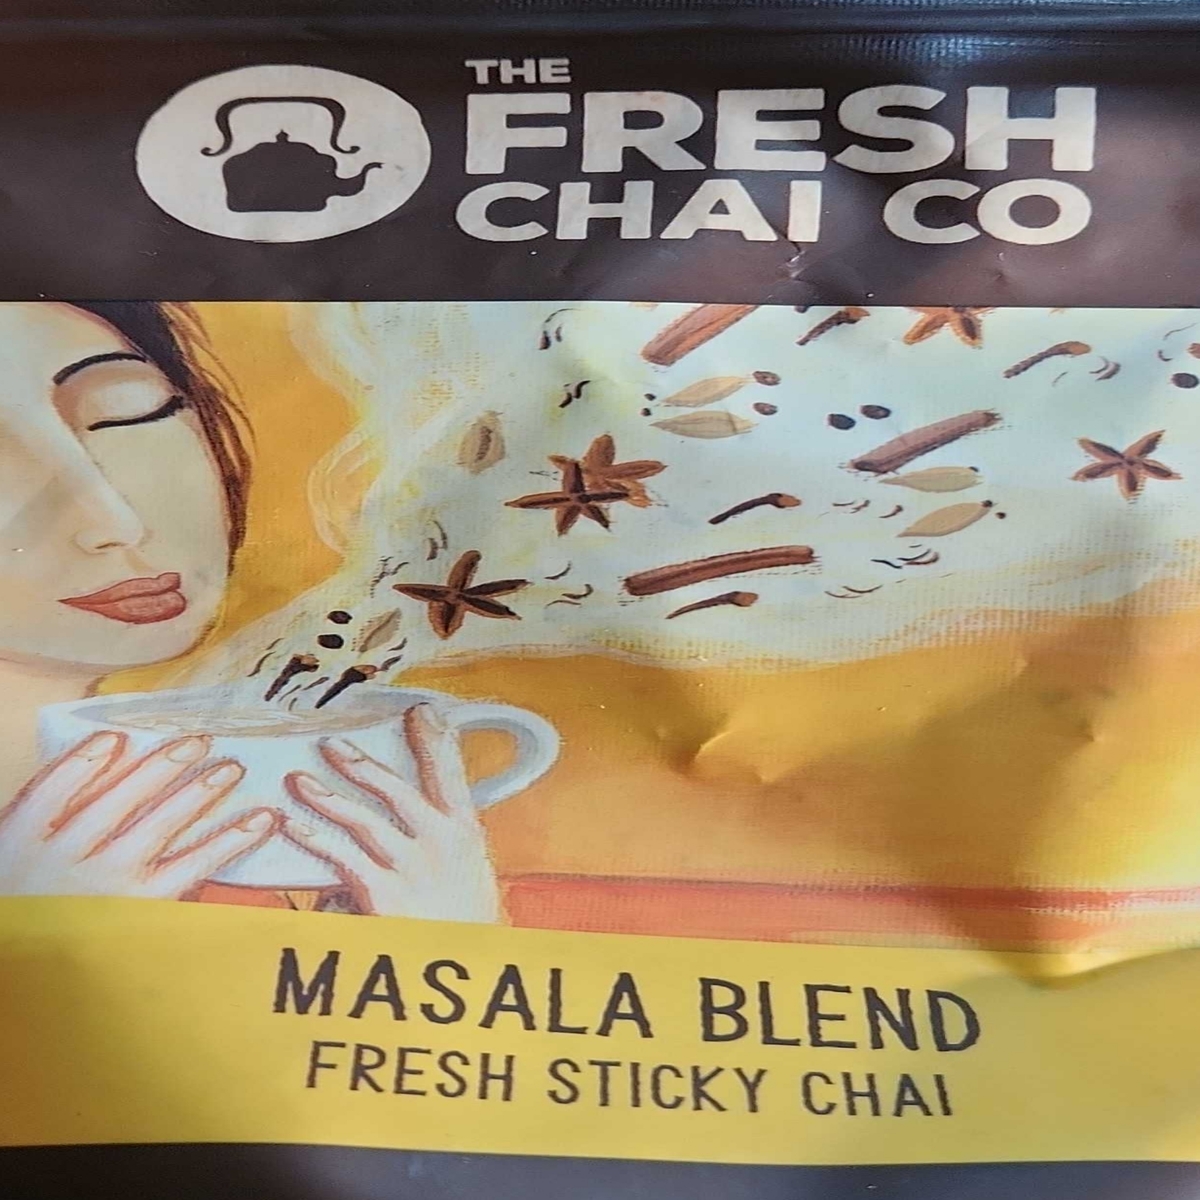 THE
FRESH
CHAI CO
MASALA BLEND
FRESH STICKY CHAI